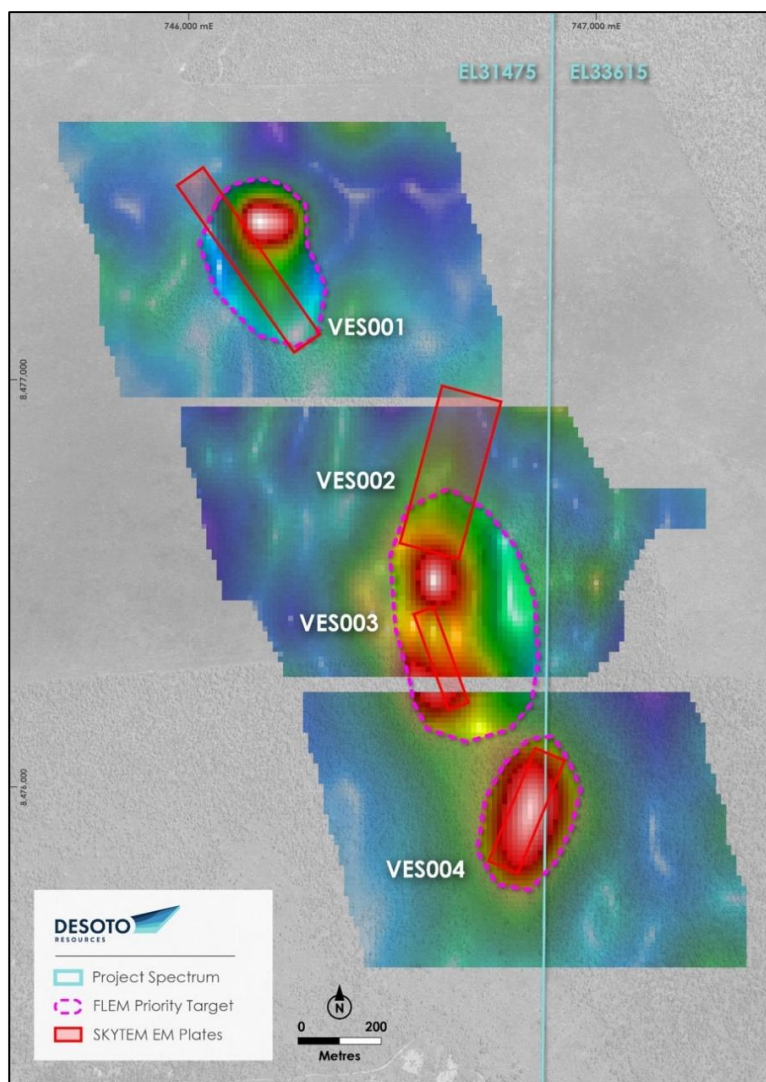 746,000 mE
747,000 mE
EL31475
EL33615
VES001
8,477,000
VES002
VES003
8,476,000
VES004
DESOTO
RESOURCES
Project Spectrum
FLEM Priority Target
SKYTEM EM Plates
N
0 200
Metres